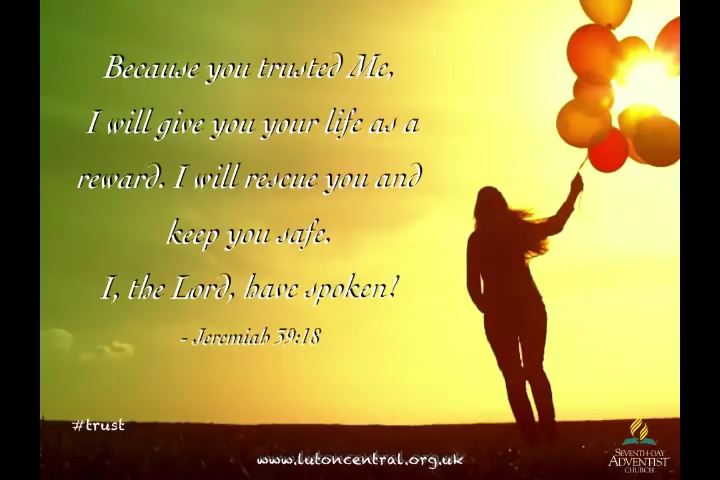 Because you trusted Me,
I will give you your life as a
reward. I will rescue you and
keep you safe.
I, the Lord, have spoken!
- Jeremiah 39:18
#trust
www.lutoncentral.org.uk
SEVENTH-DAY
ADVENTIST
CHURCH